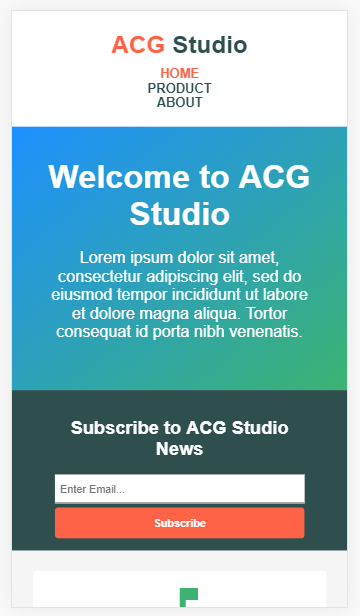 ACG Studio
HOME
PRODUCT
ABOUT
Welcome to ACG
Studio
Lorem ipsum dolor sit amet,
consectetur adipiscing elit, sed do
eiusmod tempor incididunt ut labore
et dolore magna aliqua. Tortor
consequat id porta nibh venenatis.
Subscribe to ACG Studio
News
Enter Email...
Subscribe